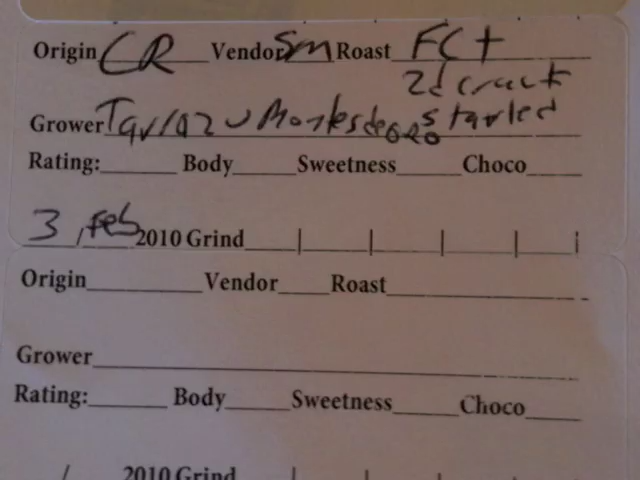 Origin CR Vendor Sm Roast FC+
2d crack
Grower Tarrazu Montes de oro started
Rating: Body Sweetness Choco
3 / Feb 2010 Grind
Origin Vendor Roast
Grower
Rating: Body Sweetness Choco
/ 2010 Grind